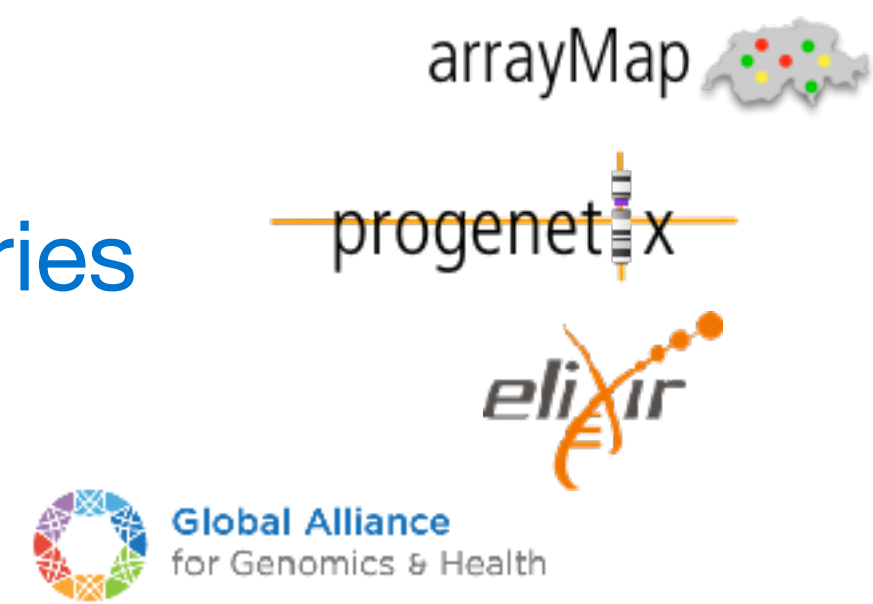 arrayMap
ries
progenetix
elixir
Global Alliance
for Genomics & Health